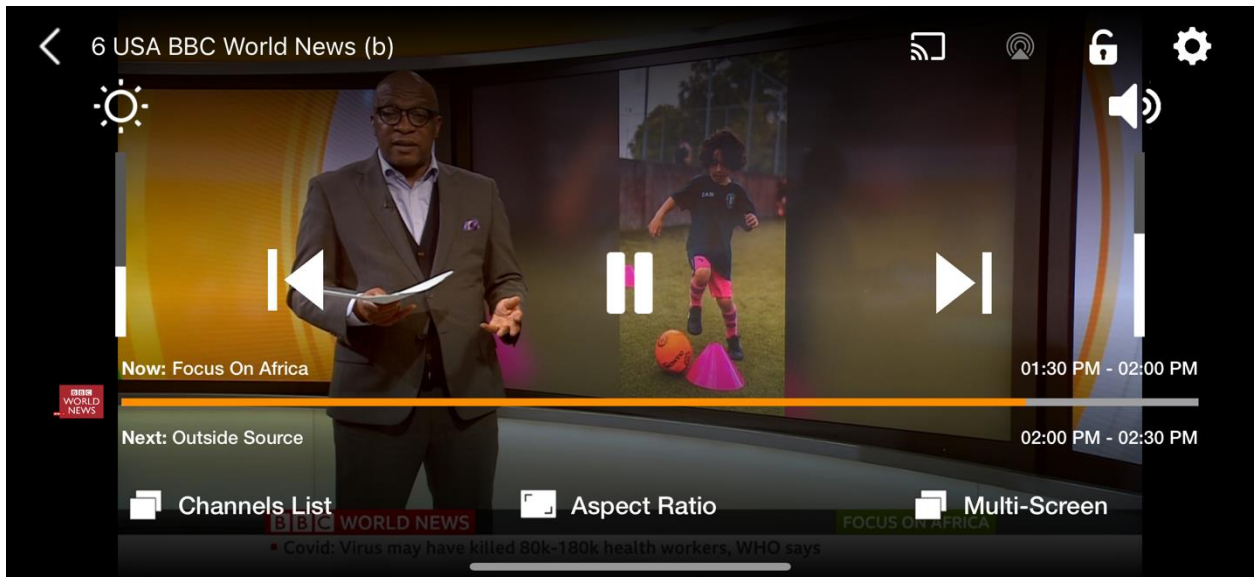 6 USA BBC World News (b)
JAB
Now: Focus On Africa
01:30 PM - 02:00 PM
BBC
WORLD
NEWS
Next: Outside Source
02:00 PM - 02:30 PM
Channels List
Aspect Ratio
Multi-Screen
BBC WORLD NEWS
FOCUS ON AFRICA
Covid: Virus may have killed 80k-180k health workers, WHO says